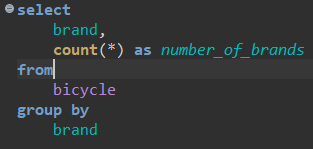 select
brand,
count(*) as number_of_brands
from
bicycle
group by
brand